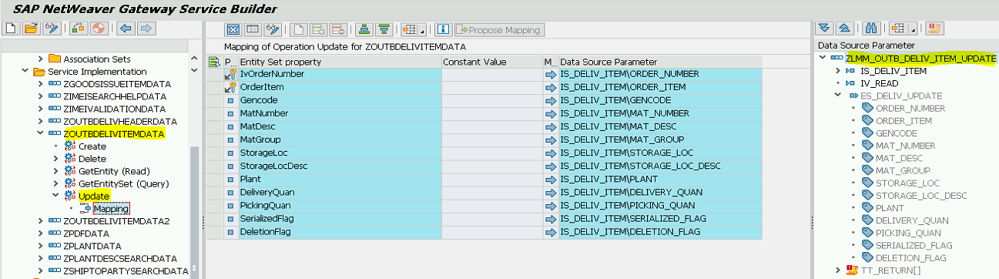 SAP NetWeaver Gateway Service Builder
Association Sets
Service Implementation
ZGOODSISSUEITEMDATA
ZIMEISEARCHHELPDATA
ZIMEIVALIDATIONDATA
ZOUTBDELIVHEADERDATA
ZOUTBDELIVITEMDATA
Create
Delete
GetEntity (Read)
GetEntitySet (Query)
Update
Mapping
ZOUTBDELIVITEMDATA2
ZPDFDATA
ZPLANTDATA
ZPLANTDESCSEARCHDATA
ZSHIPTOPARTYSEARCHDATA
Propose Mapping
Mapping of Operation Update for ZOUTBDELIVITEMDATA
P... Entity Set property Constant Value M... Data Source Parameter
IvOrderNumber IS_DELIV_ITEM\ORDER_NUMBER
OrderItem IS_DELIV_ITEM\ORDER_ITEM
Gencode IS_DELIV_ITEM\GENCODE
MatNumber IS_DELIV_ITEM\MAT_NUMBER
MatDesc IS_DELIV_ITEM\MAT_DESC
MatGroup IS_DELIV_ITEM\MAT_GROUP
StorageLoc IS_DELIV_ITEM\STORAGE_LOC
StorageLocDesc IS_DELIV_ITEM\STORAGE_LOC_DESC
Plant IS_DELIV_ITEM\PLANT
DeliveryQuan IS_DELIV_ITEM\DELIVERY_QUAN
PickingQuan IS_DELIV_ITEM\PICKING_QUAN
SerializedFlag IS_DELIV_ITEM\SERIALIZED_FLAG
DeletionFlag IS_DELIV_ITEM\DELETION_FLAG
Data Source Parameter
ZLMM_OUTB_DELIV_ITEM_UPDATE
IS_DELIV_ITEM
IV_READ
ES_DELIV_UPDATE
ORDER_NUMBER
ORDER_ITEM
GENCODE
MAT_NUMBER
MAT_DESC
MAT_GROUP
STORAGE_LOC
STORAGE_LOC_DESC
PLANT
DELIVERY_QUAN
PICKING_QUAN
SERIALIZED_FLAG
DELETION_FLAG
TT_RETURN[]